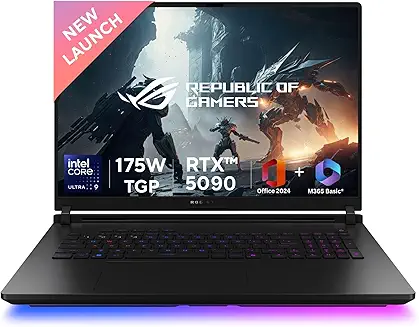 NEW
LAUNCH
REPUBLIC OF
GAMERS
intel
CORE
ULTRA 9
175W
TGP
RTX™
5090
+
Office 2024
M365 Basic*